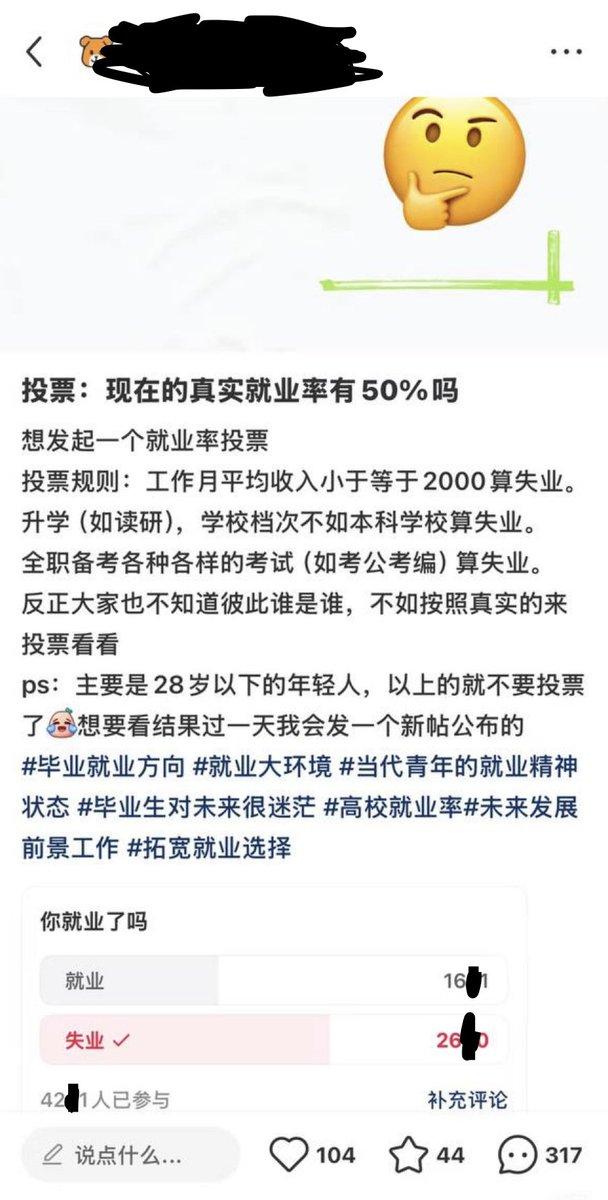 投票：现在的真实就业率有50%吗
想发起一个就业率投票
投票规则：工作月平均收入小于等于2000算失业。
升学（如读研），学校档次不如本科学校算失业。
全职备考各种各样的考试（如考公考编）算失业。
反正大家也不知道彼此谁是谁，不如按照真实的来
投票看看
ps：主要是28岁以下的年轻人，以上的就不要投票
了想要看结果过一天我会发一个新帖公布的
#毕业就业方向 #就业大环境 #当代青年的就业精神
状态 #毕业生对未来很迷茫 #高校就业率#未来发展
前景工作 #拓宽就业选择
你就业了吗
就业 16 1
失业 26 0
42 1人已参与 补充评论
说点什么... 104 44 317